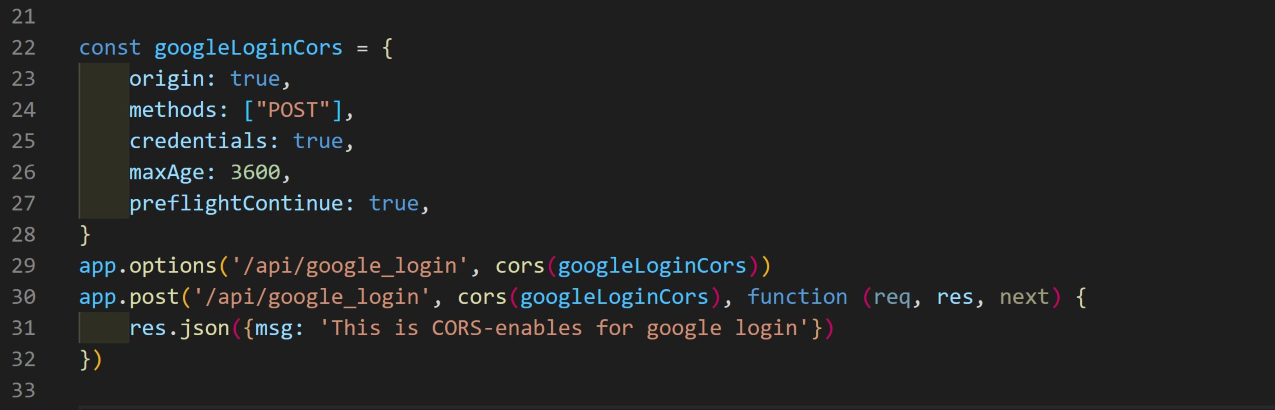 21
22 const googleLoginCors = {
23 origin: true,
24 methods: ["POST"],
25 credentials: true,
26 maxAge: 3600,
27 preflightContinue: true,
28 }
29 app.options('/api/google_login', cors(googleLoginCors))
30 app.post('/api/google_login', cors(googleLoginCors), function (req, res, next) {
31 res.json({msg: 'This is CORS-enables for google login'})
32 })
33